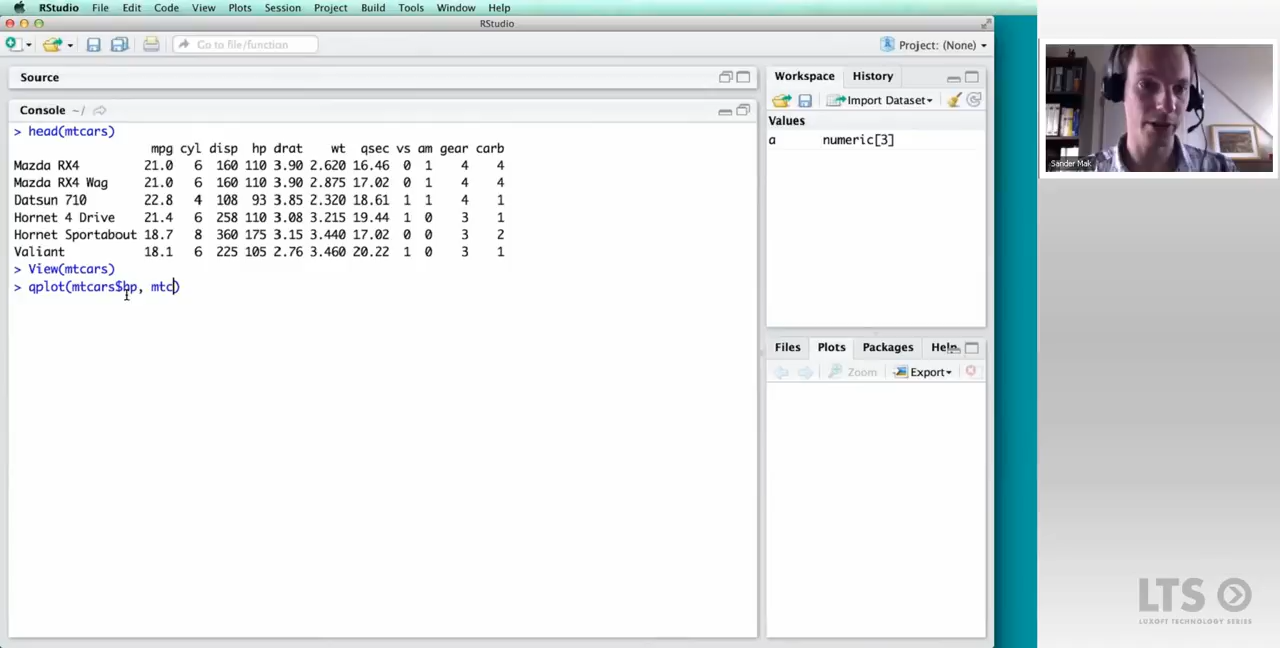 RStudio File Edit Code View Plots Session Project Build Tools Window Help
RStudio
Go to file/function
Project: (None)
Source
Console ~/
> head(mtcars)
mpg cyl disp hp drat wt qsec vs am gear carb
Mazda RX4 21.0 6 160 110 3.90 2.620 16.46 0 1 4 4
Mazda RX4 Wag 21.0 6 160 110 3.90 2.875 17.02 0 1 4 4
Datsun 710 22.8 4 108 93 3.85 2.320 18.61 1 1 4 1
Hornet 4 Drive 21.4 6 258 110 3.08 3.215 19.44 1 0 3 1
Hornet Sportabout 18.7 8 360 175 3.15 3.440 17.02 0 0 3 2
Valiant 18.1 6 225 105 2.76 3.460 20.22 1 0 3 1
> View(mtcars)
> qplot(mtcars$hp, mtc)
Workspace History
Import Dataset
Values
a numeric[3]
Files Plots Packages Help
Zoom Export
Sander Mak
LTS
LUXOFT TECHNOLOGY SERIES